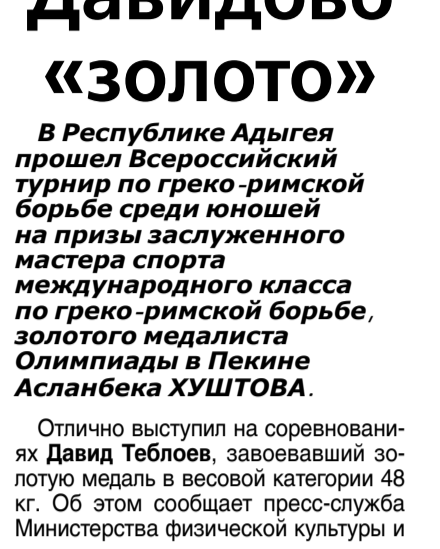 Давидово
«золото»
В Республике Адыгея
прошел Всероссийский
турнир по греко-римской
борьбе среди юношей
на призы заслуженного
мастера спорта
международного класса
по греко-римской борьбе,
золотого медалиста
Олимпиады в Пекине
Асланбека ХУШТОВА.
Отлично выступил на соревновани-
ях Давид Теблоев, завоевавший зо-
лотую медаль в весовой категории 48
кг. Об этом сообщает пресс-служба
Министерства физической культуры и